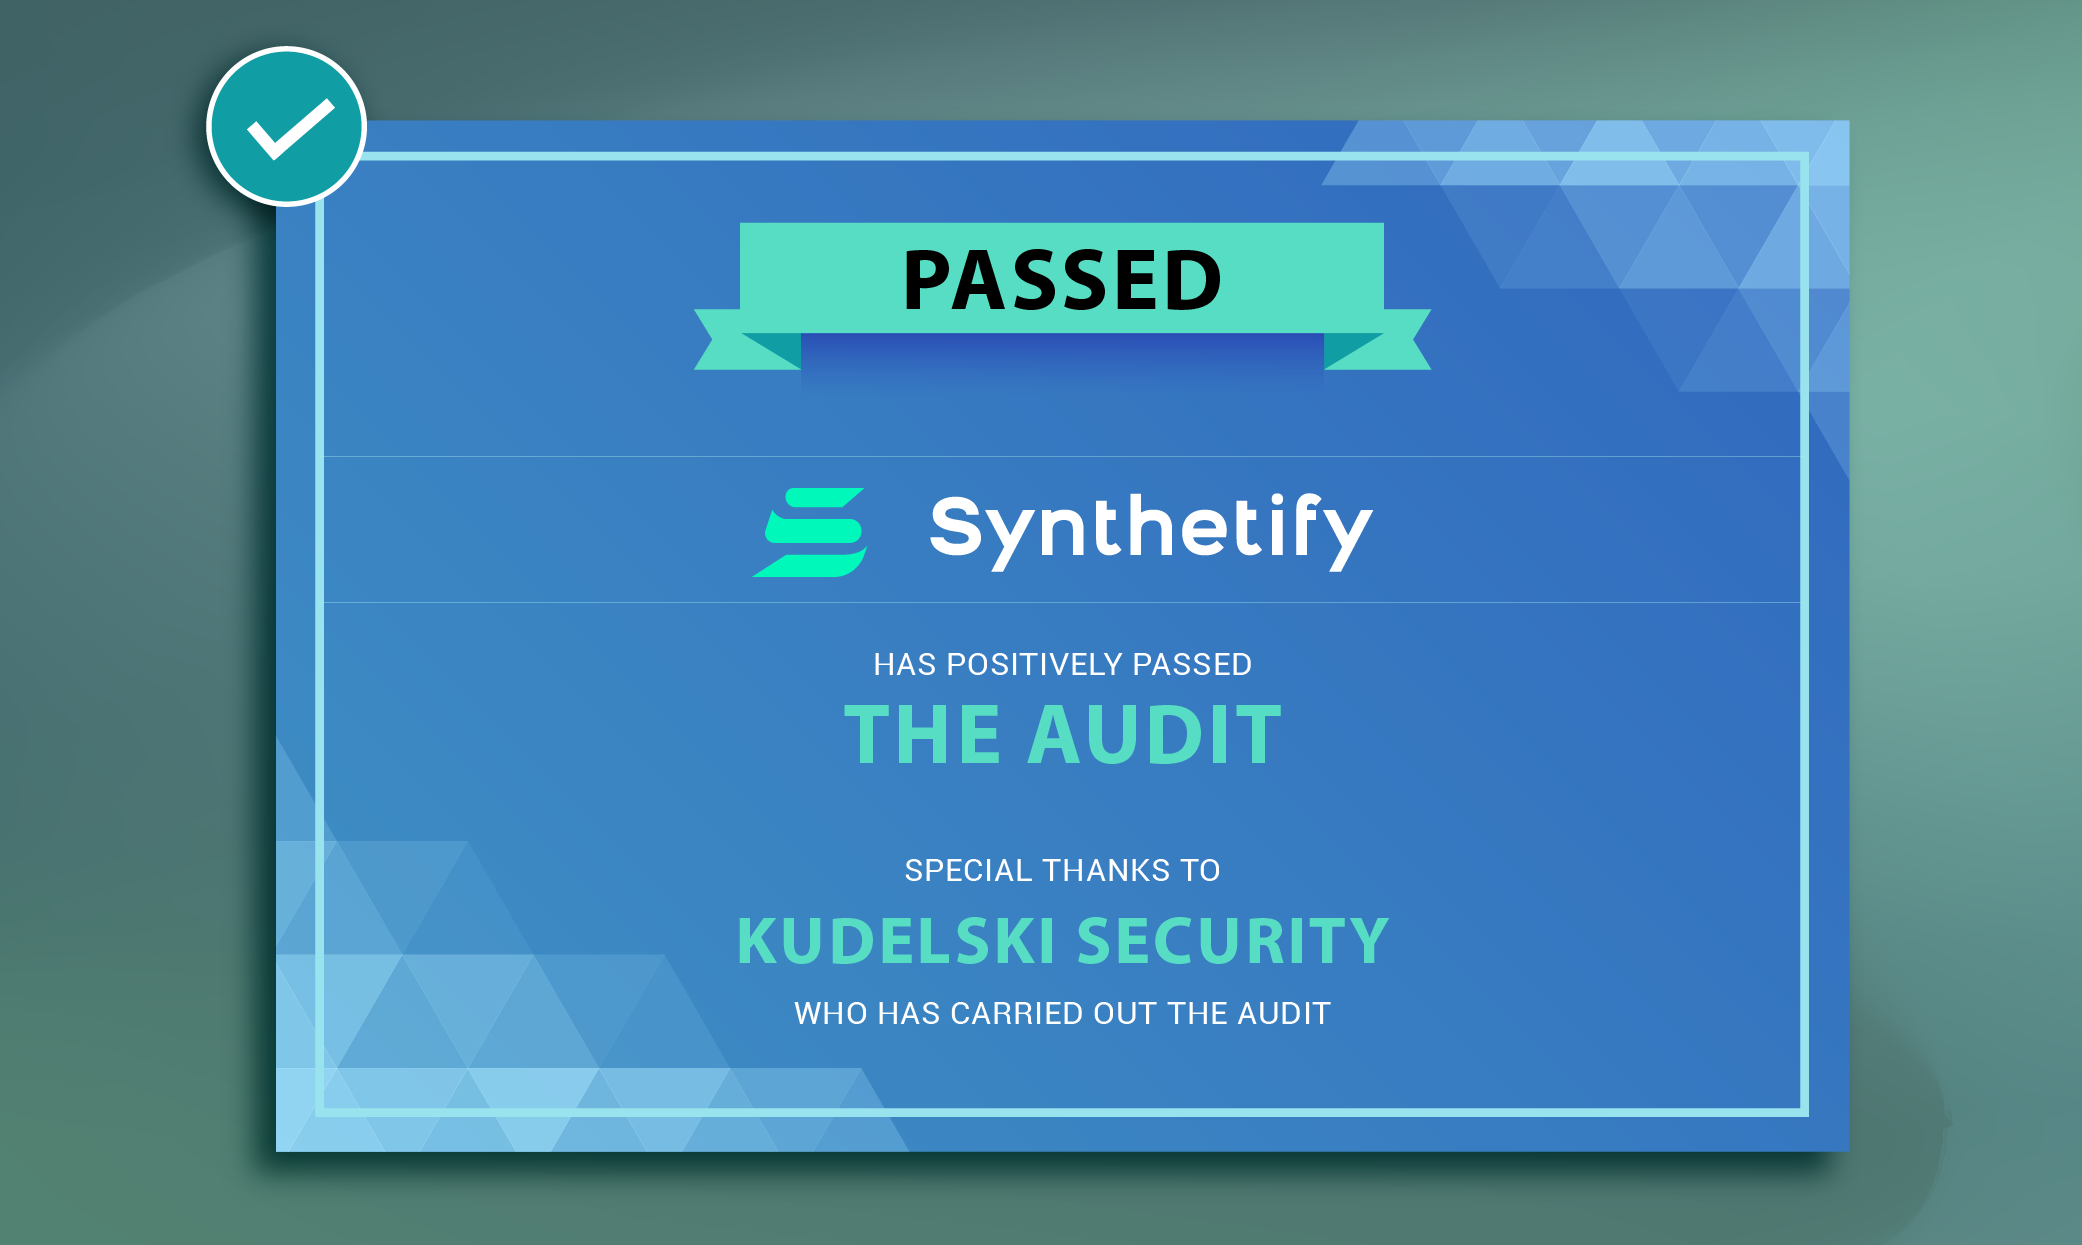 PASSED
Synthetify
HAS POSITIVELY PASSED
THE AUDIT
SPECIAL THANKS TO
KUDELSKI SECURITY
WHO HAS CARRIED OUT THE AUDIT